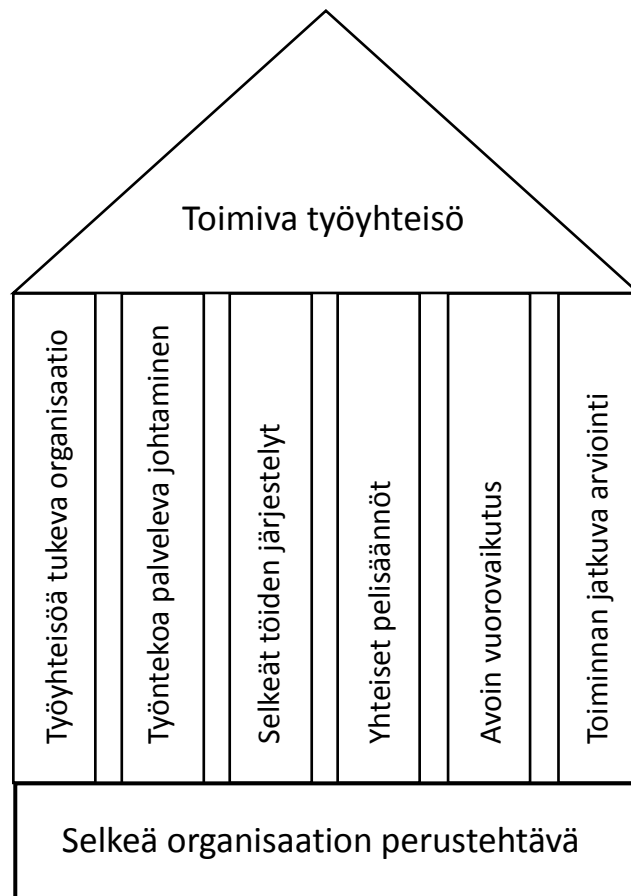 Toimiva työyhteisö
Työyhteisöä tukeva organisaatio
Työntekoa palveleva johtaminen
Selkeät töiden järjestelyt
Yhteiset pelisäännöt
Avoin vuorovaikutus
Toiminnan jatkuva arviointi
Selkeä organisaation perustehtävä